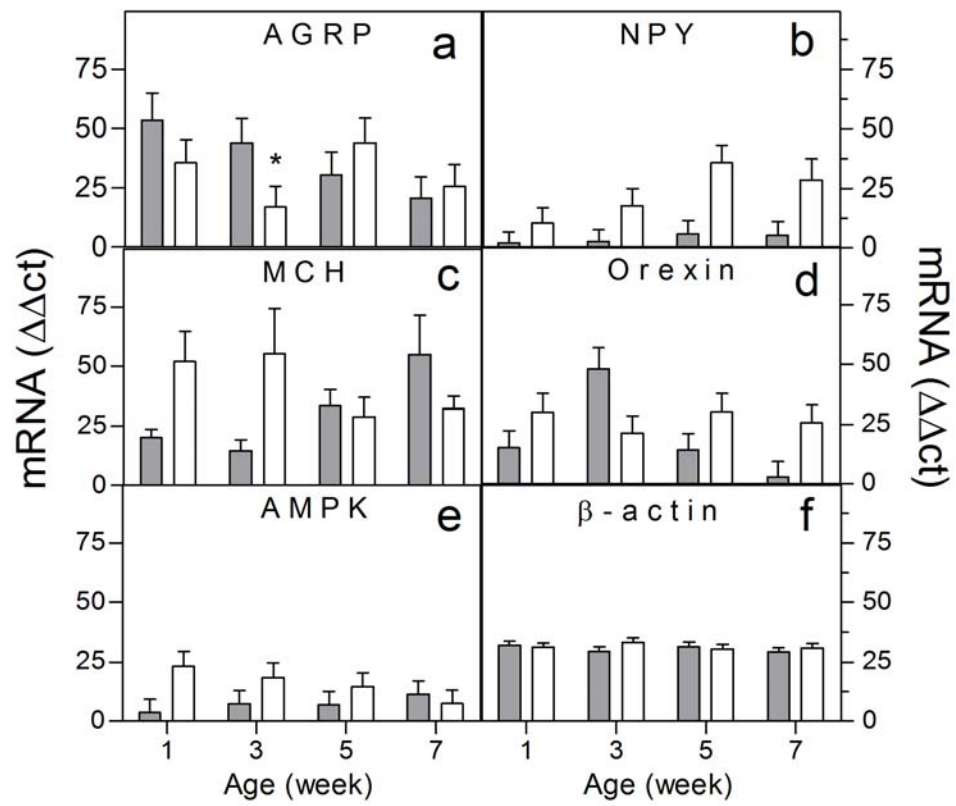 AGRP a
NPY b
75
50
25
0
*
75
50
25
0
MCH c
Orexin d
75
50
25
0
75
50
25
0
mRNA (ΔΔct)
mRNA (ΔΔct)
AMPK e
β-actin f
75
50
25
0
75
50
25
0
1 3 5 7
1 3 5 7
Age (week)
Age (week)